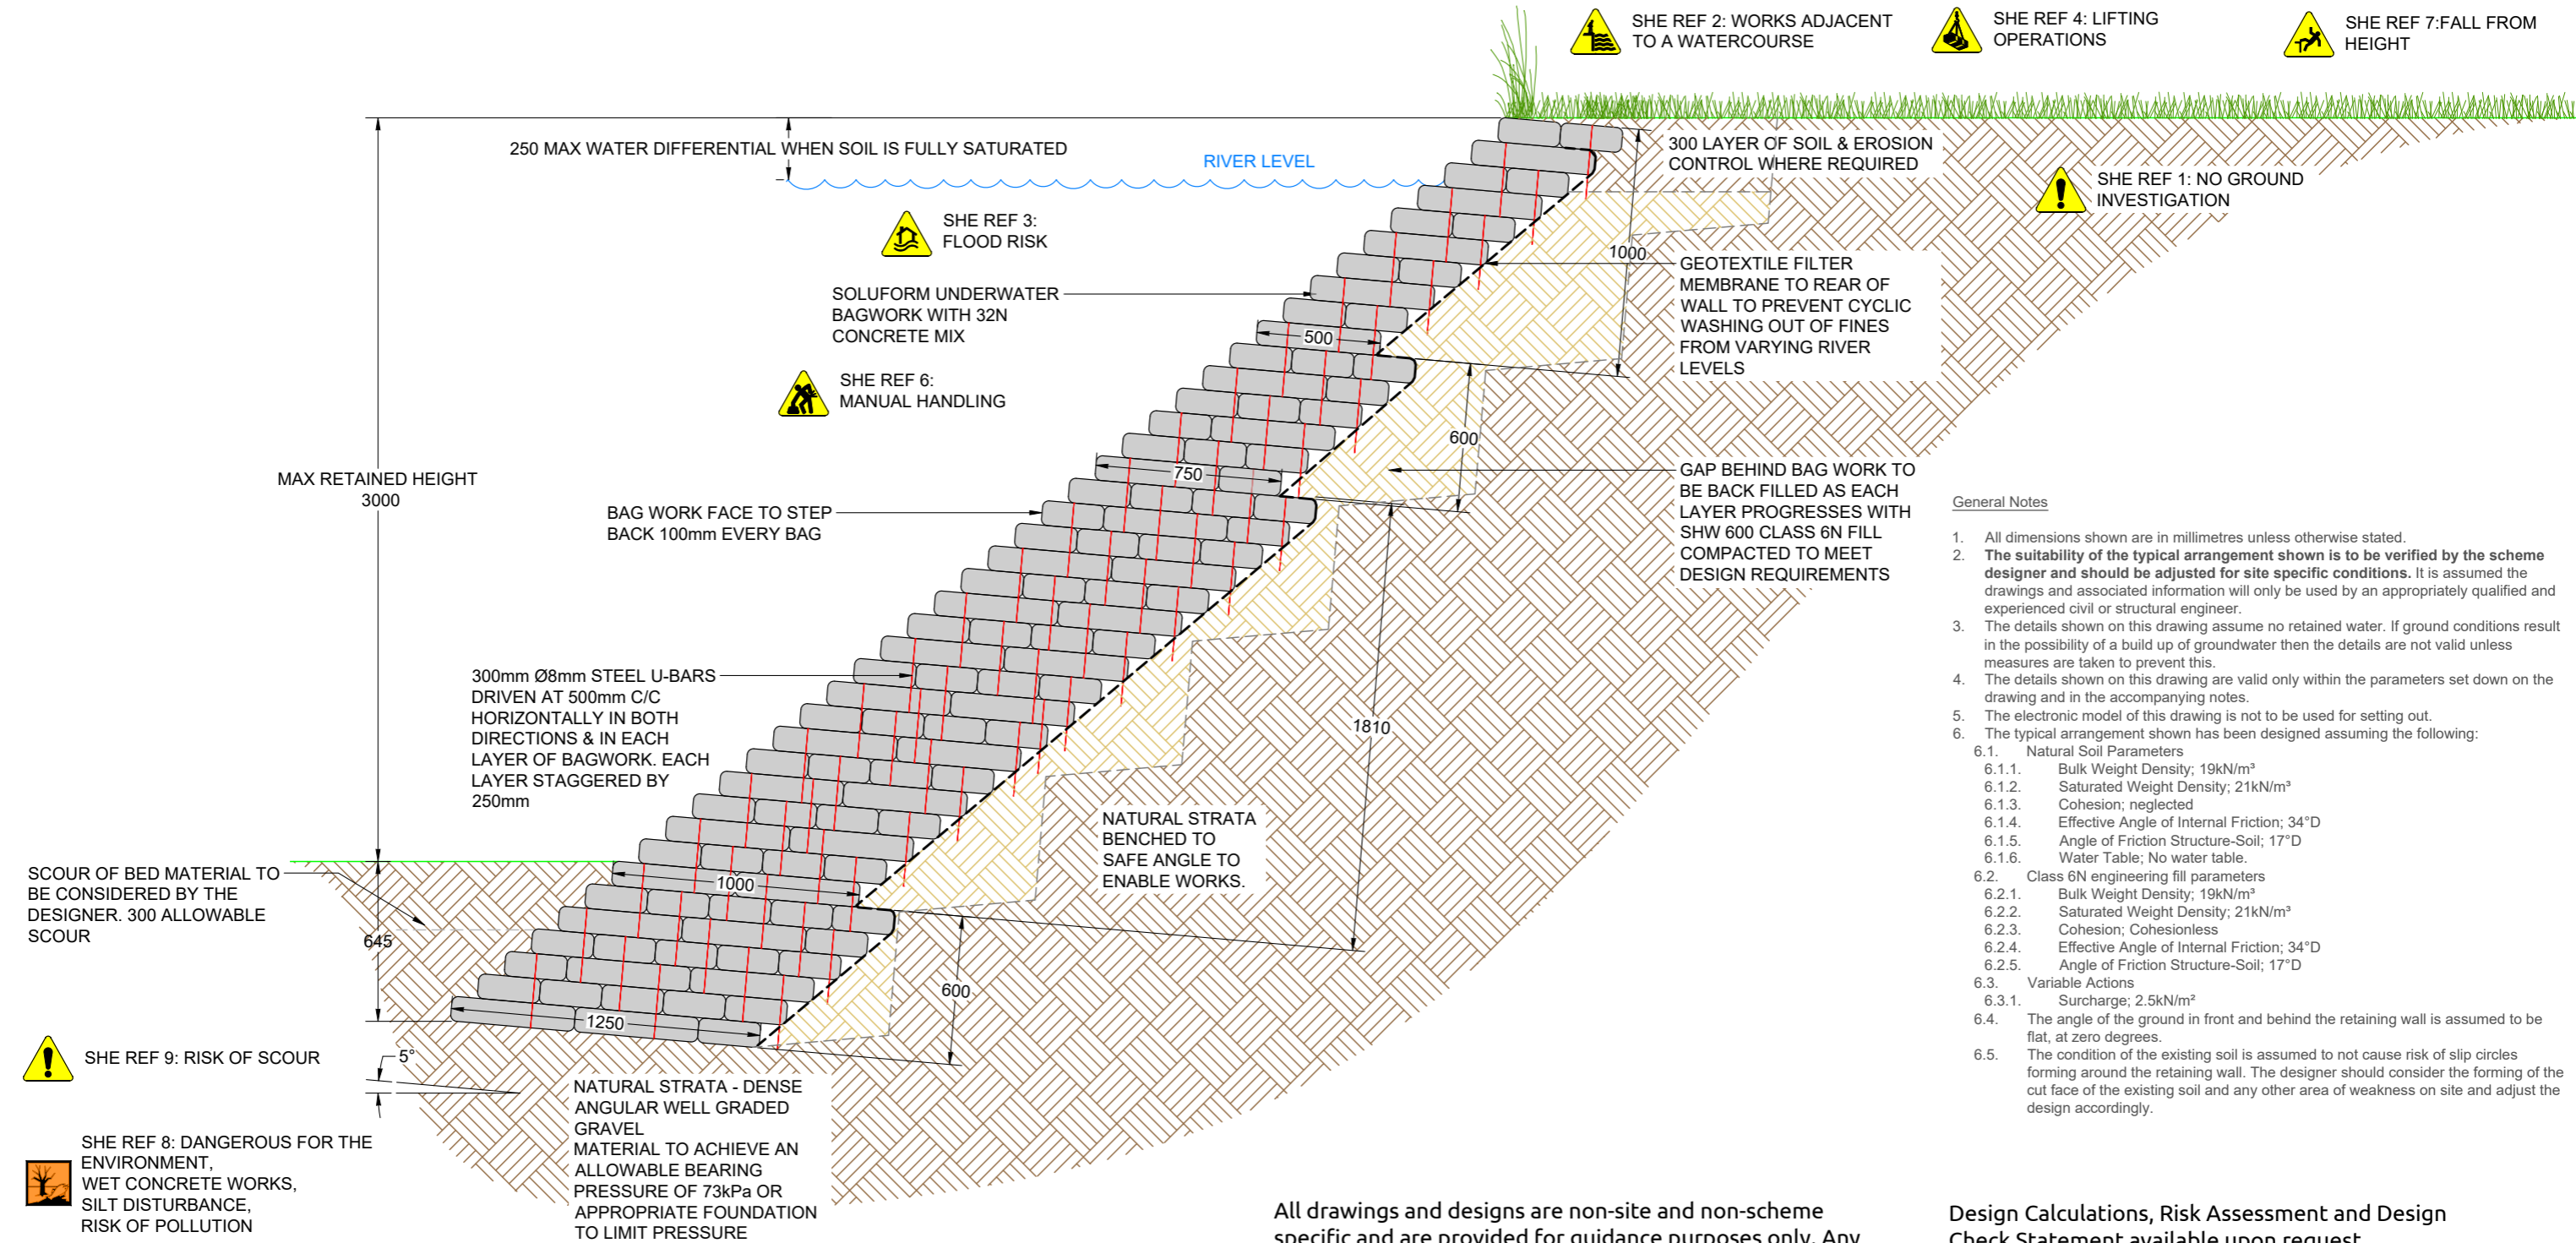 SHE REF 2: WORKS ADJACENT
TO A WATERCOURSE
SHE REF 4: LIFTING
OPERATIONS
SHE REF 7:FALL FROM
HEIGHT
250 MAX WATER DIFFERENTIAL WHEN SOIL IS FULLY SATURATED
RIVER LEVEL
300 LAYER OF SOIL & EROSION
CONTROL WHERE REQUIRED
SHE REF 1: NO GROUND
INVESTIGATION
SHE REF 3:
FLOOD RISK
1000
GEOTEXTILE FILTER
MEMBRANE TO REAR OF
WALL TO PREVENT CYCLIC
WASHING OUT OF FINES
FROM VARYING RIVER
LEVELS
SOLUFORM UNDERWATER
BAGWORK WITH 32N
CONCRETE MIX
500
SHE REF 6:
MANUAL HANDLING
600
MAX RETAINED HEIGHT
3000
750
GAP BEHIND BAG WORK TO
BE BACK FILLED AS EACH
LAYER PROGRESSES WITH
SHW 600 CLASS 6N FILL
COMPACTED TO MEET
DESIGN REQUIREMENTS
BAG WORK FACE TO STEP
BACK 100mm EVERY BAG
300mm Ø8mm STEEL U-BARS
DRIVEN AT 500mm C/C
HORIZONTALLY IN BOTH
DIRECTIONS & IN EACH
LAYER OF BAGWORK. EACH
LAYER STAGGERED BY
250mm
1810
NATURAL STRATA
BENCHED TO
SAFE ANGLE TO
ENABLE WORKS.
SCOUR OF BED MATERIAL TO
BE CONSIDERED BY THE
DESIGNER. 300 ALLOWABLE
SCOUR
1000
645
600
1250
SHE REF 9: RISK OF SCOUR
5°
SHE REF 8: DANGEROUS FOR THE
ENVIRONMENT,
WET CONCRETE WORKS,
SILT DISTURBANCE,
RISK OF POLLUTION
NATURAL STRATA - DENSE
ANGULAR WELL GRADED
GRAVEL
MATERIAL TO ACHIEVE AN
ALLOWABLE BEARING
PRESSURE OF 73kPa OR
APPROPRIATE FOUNDATION
TO LIMIT PRESSURE
General Notes
1. All dimensions shown are in millimetres unless otherwise stated.
2. The suitability of the typical arrangement shown is to be verified by the scheme
designer and should be adjusted for site specific conditions. It is assumed the
drawings and associated information will only be used by an appropriately qualified and
experienced civil or structural engineer.
3. The details shown on this drawing assume no retained water. If ground conditions result
in the possibility of a build up of groundwater then the details are not valid unless
measures are taken to prevent this.
4. The details shown on this drawing are valid only within the parameters set down on the
drawing and in the accompanying notes.
5. The electronic model of this drawing is not to be used for setting out.
6. The typical arrangement shown has been designed assuming the following:
6.1. Natural Soil Parameters
6.1.1. Bulk Weight Density; 19kN/m³
6.1.2. Saturated Weight Density; 21kN/m³
6.1.3. Cohesion; neglected
6.1.4. Effective Angle of Internal Friction; 34°D
6.1.5. Angle of Friction Structure-Soil; 17°D
6.1.6. Water Table; No water table.
6.2. Class 6N engineering fill parameters
6.2.1. Bulk Weight Density; 19kN/m³
6.2.2. Saturated Weight Density; 21kN/m³
6.2.3. Cohesion; Cohesionless
6.2.4. Effective Angle of Internal Friction; 34°D
6.2.5. Angle of Friction Structure-Soil; 17°D
6.3. Variable Actions
6.3.1. Surcharge; 2.5kN/m²
6.4. The angle of the ground in front and behind the retaining wall is assumed to be
flat, at zero degrees.
6.5. The condition of the existing soil is assumed to not cause risk of slip circles
forming around the retaining wall. The designer should consider the forming of the
cut face of the existing soil and any other area of weakness on site and adjust the
design accordingly.
All drawings and designs are non-site and non-scheme
specific and are provided for guidance purposes only. Any
Design Calculations, Risk Assessment and Design
Check Statement available upon request